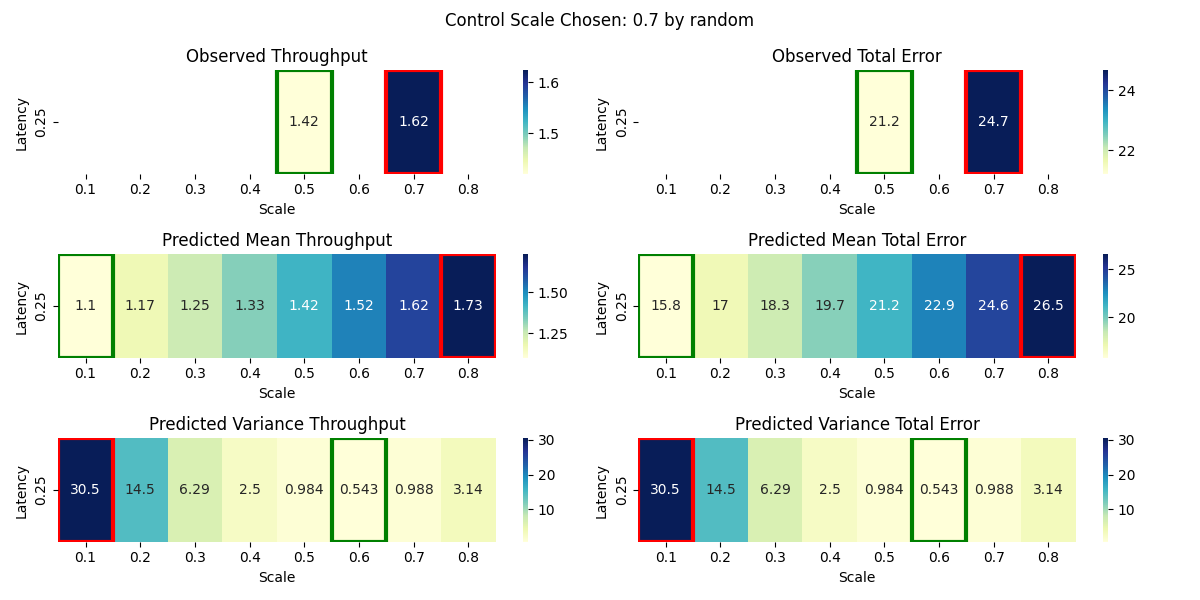 Control Scale Chosen: 0.7 by random
Observed Throughput
Latency
0.25
1.42
1.62
0.1 0.2 0.3 0.4 0.5 0.6 0.7 0.8
Scale
1.6
1.5
Observed Total Error
Latency
0.25
21.2
24.7
0.1 0.2 0.3 0.4 0.5 0.6 0.7 0.8
Scale
24
22
Predicted Mean Throughput
Latency
0.25
1.1 1.17 1.25 1.33 1.42 1.52 1.62 1.73
0.1 0.2 0.3 0.4 0.5 0.6 0.7 0.8
Scale
1.50
1.25
Predicted Mean Total Error
Latency
0.25
15.8 17 18.3 19.7 21.2 22.9 24.6 26.5
0.1 0.2 0.3 0.4 0.5 0.6 0.7 0.8
Scale
25
20
Predicted Variance Throughput
Latency
0.25
30.5 14.5 6.29 2.5 0.984 0.543 0.988 3.14
0.1 0.2 0.3 0.4 0.5 0.6 0.7 0.8
Scale
30
20
10
Predicted Variance Total Error
Latency
0.25
30.5 14.5 6.29 2.5 0.984 0.543 0.988 3.14
0.1 0.2 0.3 0.4 0.5 0.6 0.7 0.8
Scale
30
20
10